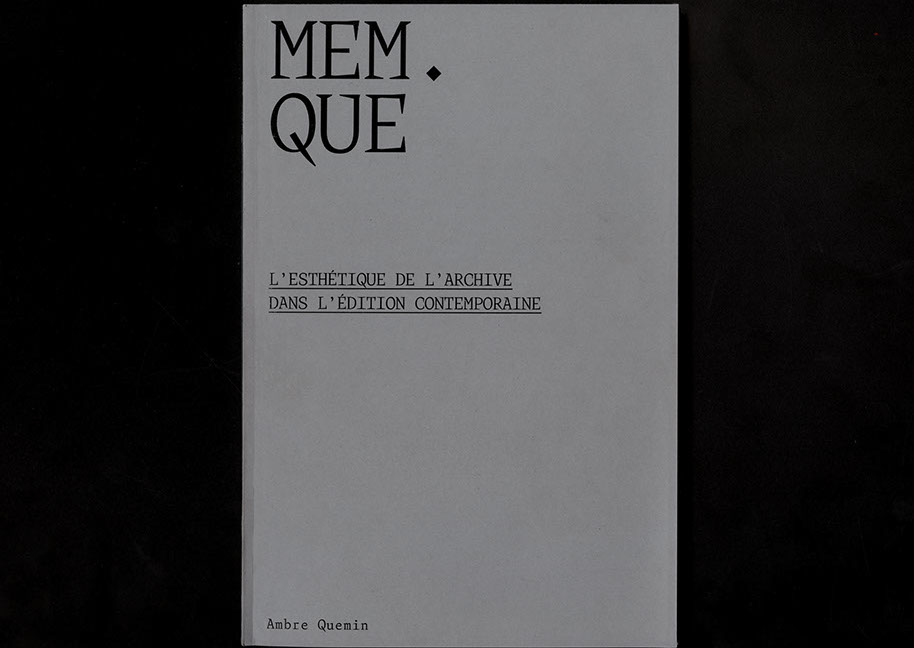 MEM.
QUE
L'ESTHÉTIQUE DE L'ARCHIVE
DANS L'ÉDITION CONTEMPORAINE
Ambre Quemin